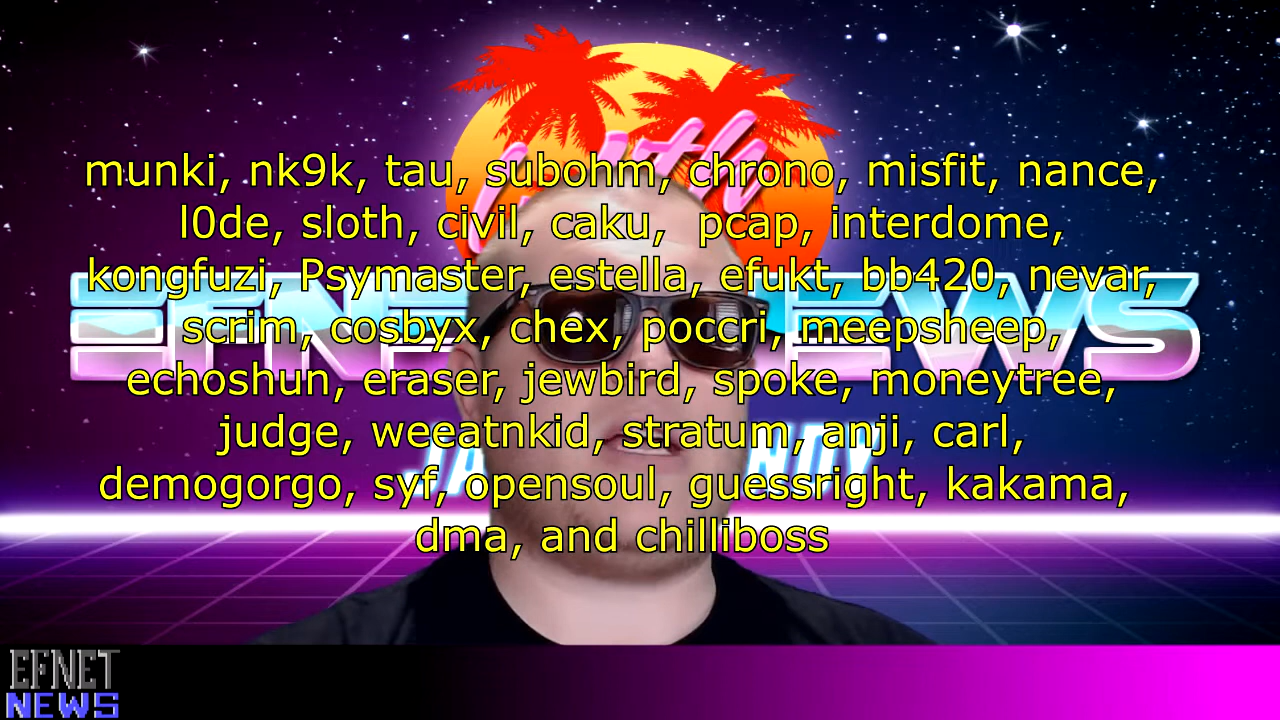 munki, nk9k, tau, subohm, chrono, misfit, nance,
l0de, sloth, civil, caku, pcap, interdome,
kongfuzi, Psymaster, estella, efukt, bb420, nevar,
scrim, cosbyx, chex, poccri, meepsheep,
echoshun, eraser, jewbird, spoke, moneytree,
judge, weeatnkid, stratum, anji, carl,
demogorgo, syf, opensoul, guessright, kakama,
dma, and chilliboss
EFNET
NEWS